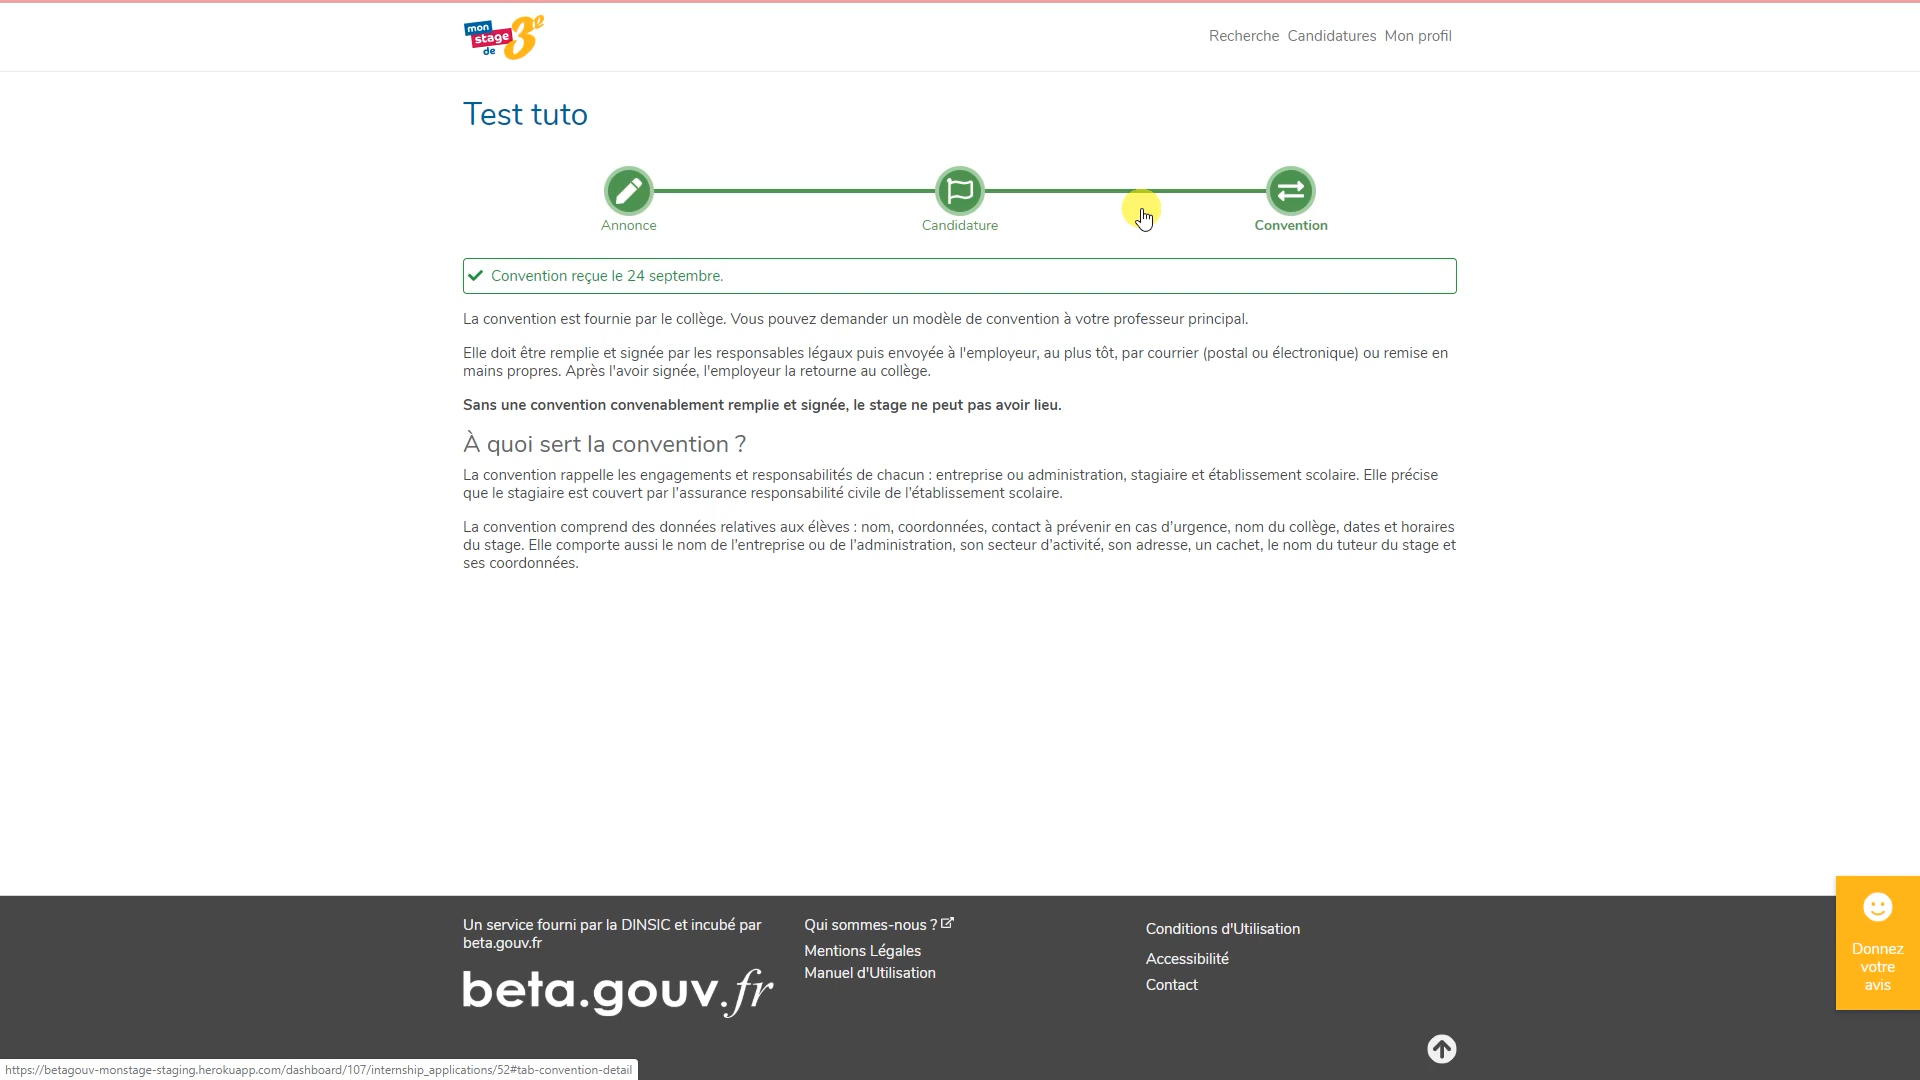 mon
stage
de
3e
Recherche Candidatures Mon profil
Test tuto
Annonce
Candidature
Convention
Convention reçue le 24 septembre.
La convention est fournie par le collège. Vous pouvez demander un modèle de convention à votre professeur principal.
Elle doit être remplie et signée par les responsables légaux puis envoyée à l'employeur, au plus tôt, par courrier (postal ou électronique) ou remise en
mains propres. Après l'avoir signée, l'employeur la retourne au collège.
Sans une convention convenablement remplie et signée, le stage ne peut pas avoir lieu.
À quoi sert la convention ?
La convention rappelle les engagements et responsabilités de chacun : entreprise ou administration, stagiaire et établissement scolaire. Elle précise
que le stagiaire est couvert par l'assurance responsabilité civile de l'établissement scolaire.
La convention comprend des données relatives aux élèves : nom, coordonnées, contact à prévenir en cas d'urgence, nom du collège, dates et horaires
du stage. Elle comporte aussi le nom de l'entreprise ou de l'administration, son secteur d'activité, son adresse, un cachet, le nom du tuteur du stage et
ses coordonnées.
Un service fourni par la DINSIC et incubé par
beta.gouv.fr
beta.gouv.fr
Qui sommes-nous ?
Mentions Légales
Manuel d'Utilisation
Conditions d'Utilisation
Accessibilité
Contact
Donnez
votre
avis
https://betagouv-monstage-staging.herokuapp.com/dashboard/107/internship_applications/52#tab-convention-detail